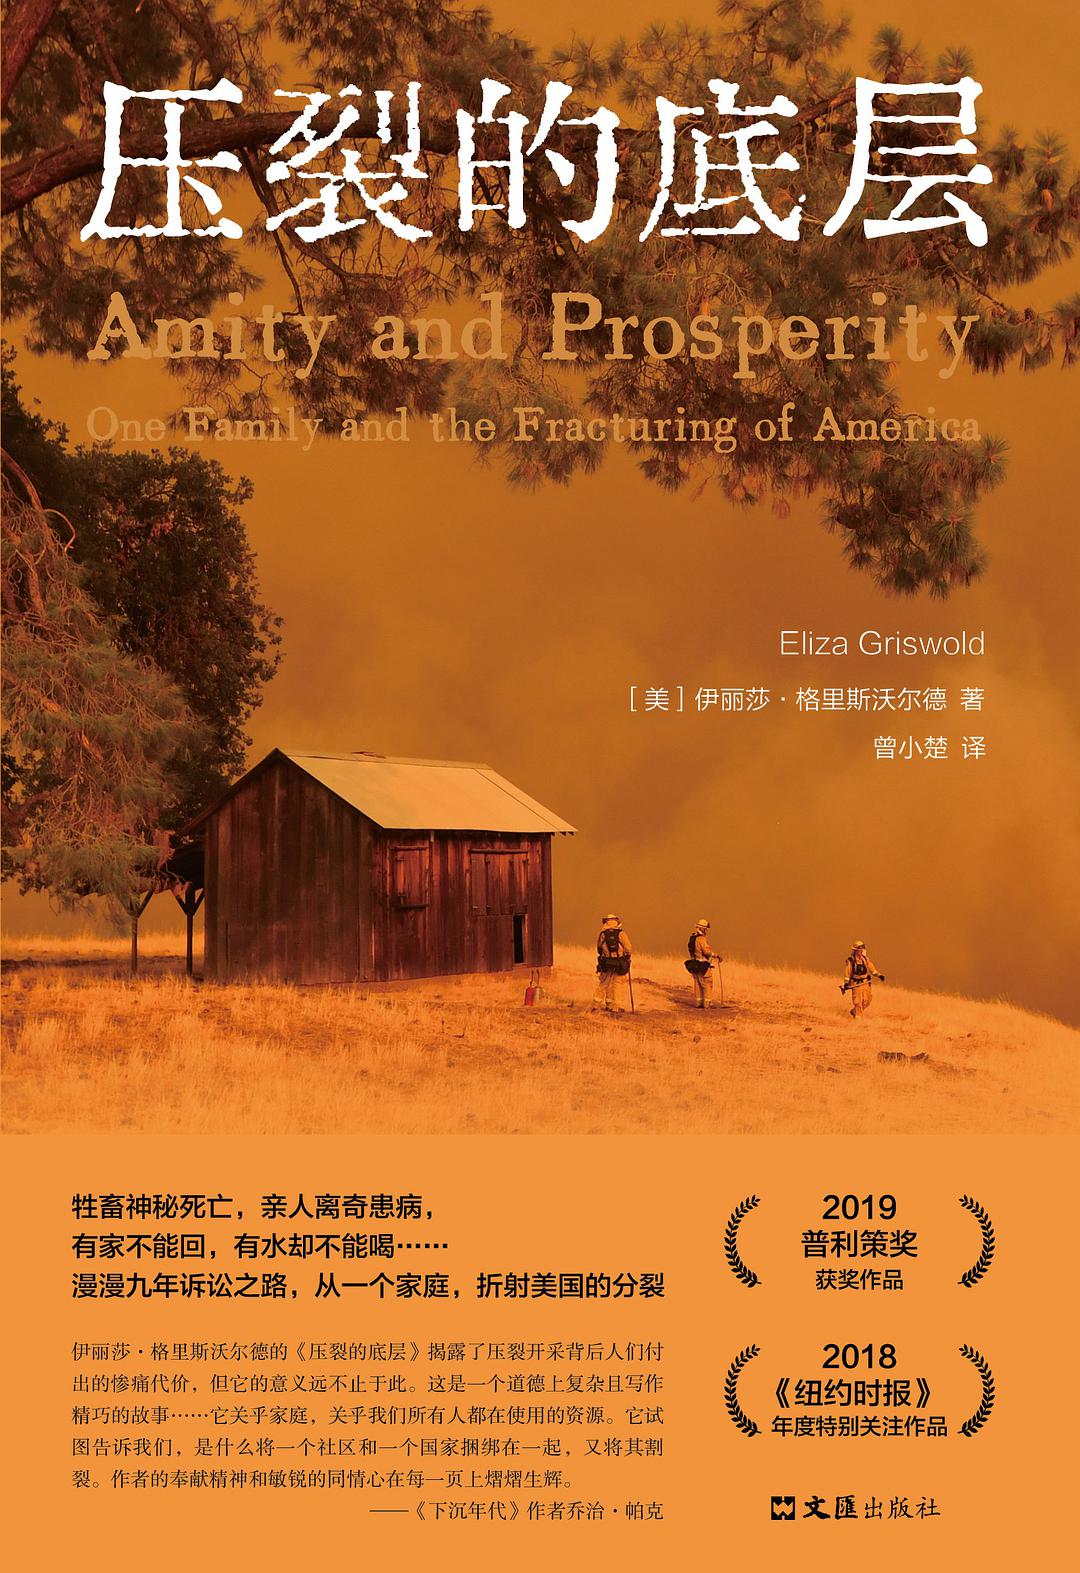 压裂的底层
Amity and Prosperity
One Family and the Fracturing of America
Eliza Griswold
［美］伊丽莎·格里斯沃尔德 著
曾小楚 译
牲畜神秘死亡，亲人离奇患病，
有家不能回，有水却不能喝……
漫漫九年诉讼之路，从一个家庭，折射美国的分裂
伊丽莎·格里斯沃尔德的《压裂的底层》揭露了压裂开采背后人们付
出的惨痛代价，但它的意义远不止于此。这是一个道德上复杂且写作
精巧的故事……它关乎家庭，关乎我们所有人都在使用的资源。它试
图告诉我们，是什么将一个社区和一个国家捆绑在一起，又将其割
裂。作者的奉献精神和敏锐的同情心在每一页上熠熠生辉。
——《下沉年代》作者乔治·帕克
2019
普利策奖
获奖作品
2018
《纽约时报》
年度特别关注作品
文匯出版社